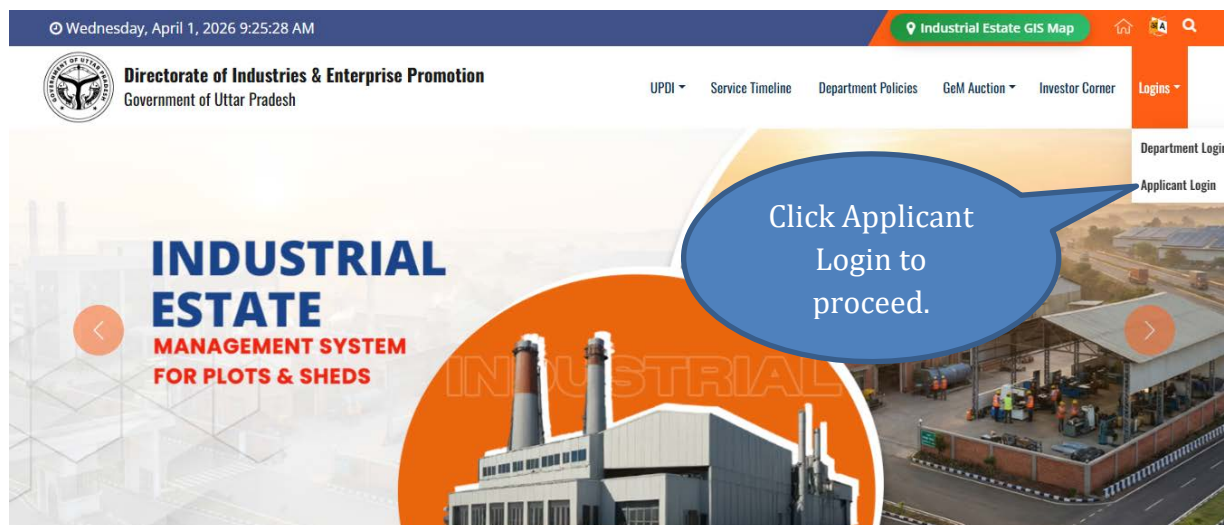 Wednesday, April 1, 2026 9:25:28 AM
Industrial Estate GIS Map
Directorate of Industries & Enterprise Promotion
Government of Uttar Pradesh
UPDI
Service Timeline
Department Policies
GeM Auction
Investor Corner
Logins
Department Login
Applicant Login
Click Applicant
Login to
proceed.
INDUSTRIAL
ESTATE
MANAGEMENT SYSTEM
FOR PLOTS & SHEDS
INDUSTRIAL